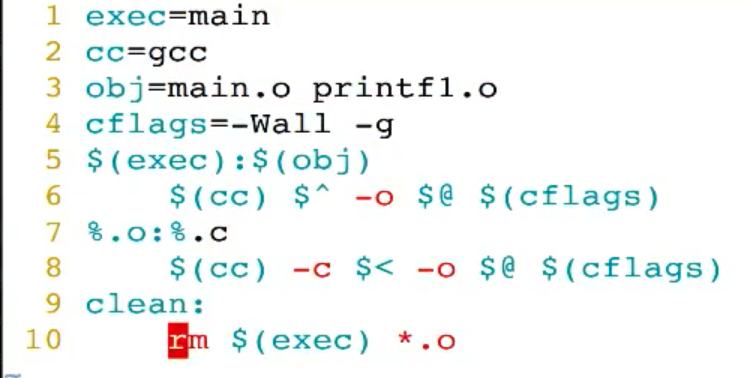 1 exec=main
2 cc=gcc
3 obj=main.o printf1.o
4 cflags=-Wall -g
5 $(exec):$(obj)
6     $(cc) $^ -o $@ $(cflags)
7 %.o:%.c
8     $(cc) -c $< -o $@ $(cflags)
9 clean:
10     rm $(exec) *.o
~